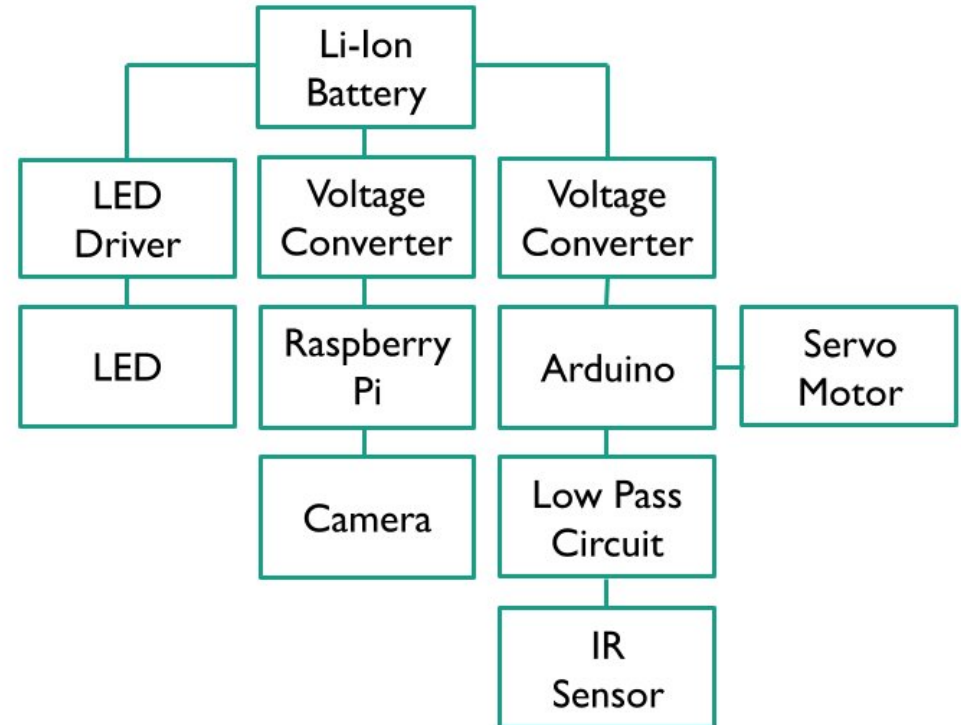 Li-Ion
Battery
LED
Driver
Voltage
Converter
Voltage
Converter
LED
Raspberry
Pi
Arduino
Servo
Motor
Camera
Low Pass
Circuit
IR
Sensor